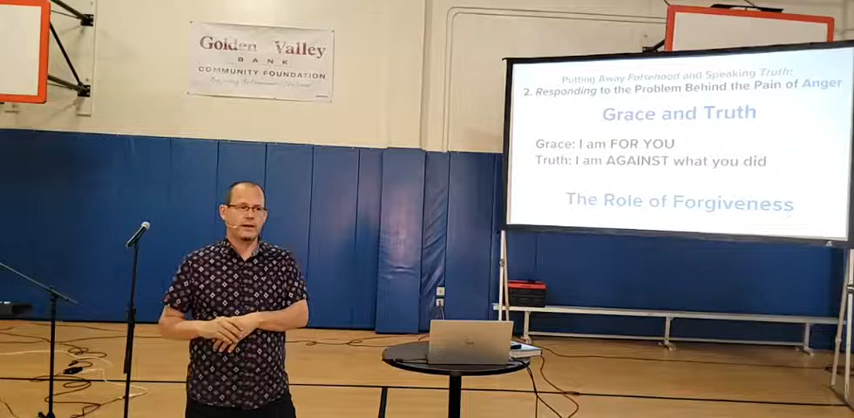 Golden Valley
BANK
COMMUNITY FOUNDATION
Putting Away Falsehood and Speaking Truth:
2. Responding to the Problem Behind the Pain of Anger
Grace and Truth
Grace: I am FOR YOU
Truth: I am AGAINST what you did
The Role of Forgiveness